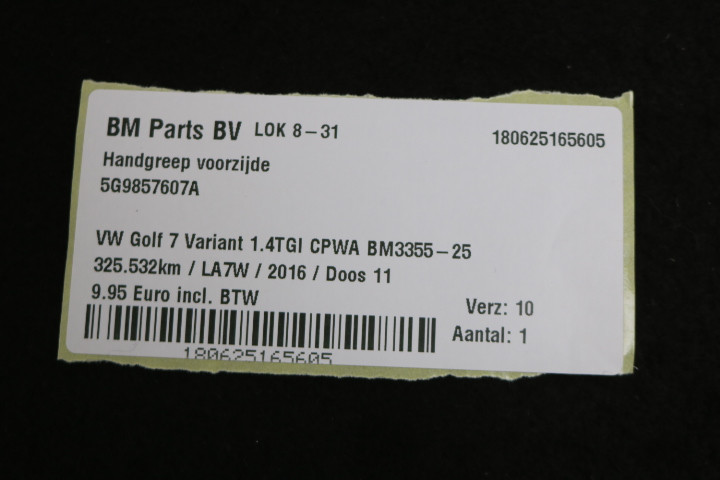 BM Parts BV LOK 8-31 180625165605
Handgreep voorzijde
5G9857607A
VW Golf 7 Variant 1.4TGI CPWA BM3355-25
325.532km / LA7W / 2016 / Doos 11
9.95 Euro incl. BTW
Verz: 10
Aantal: 1
180625165605